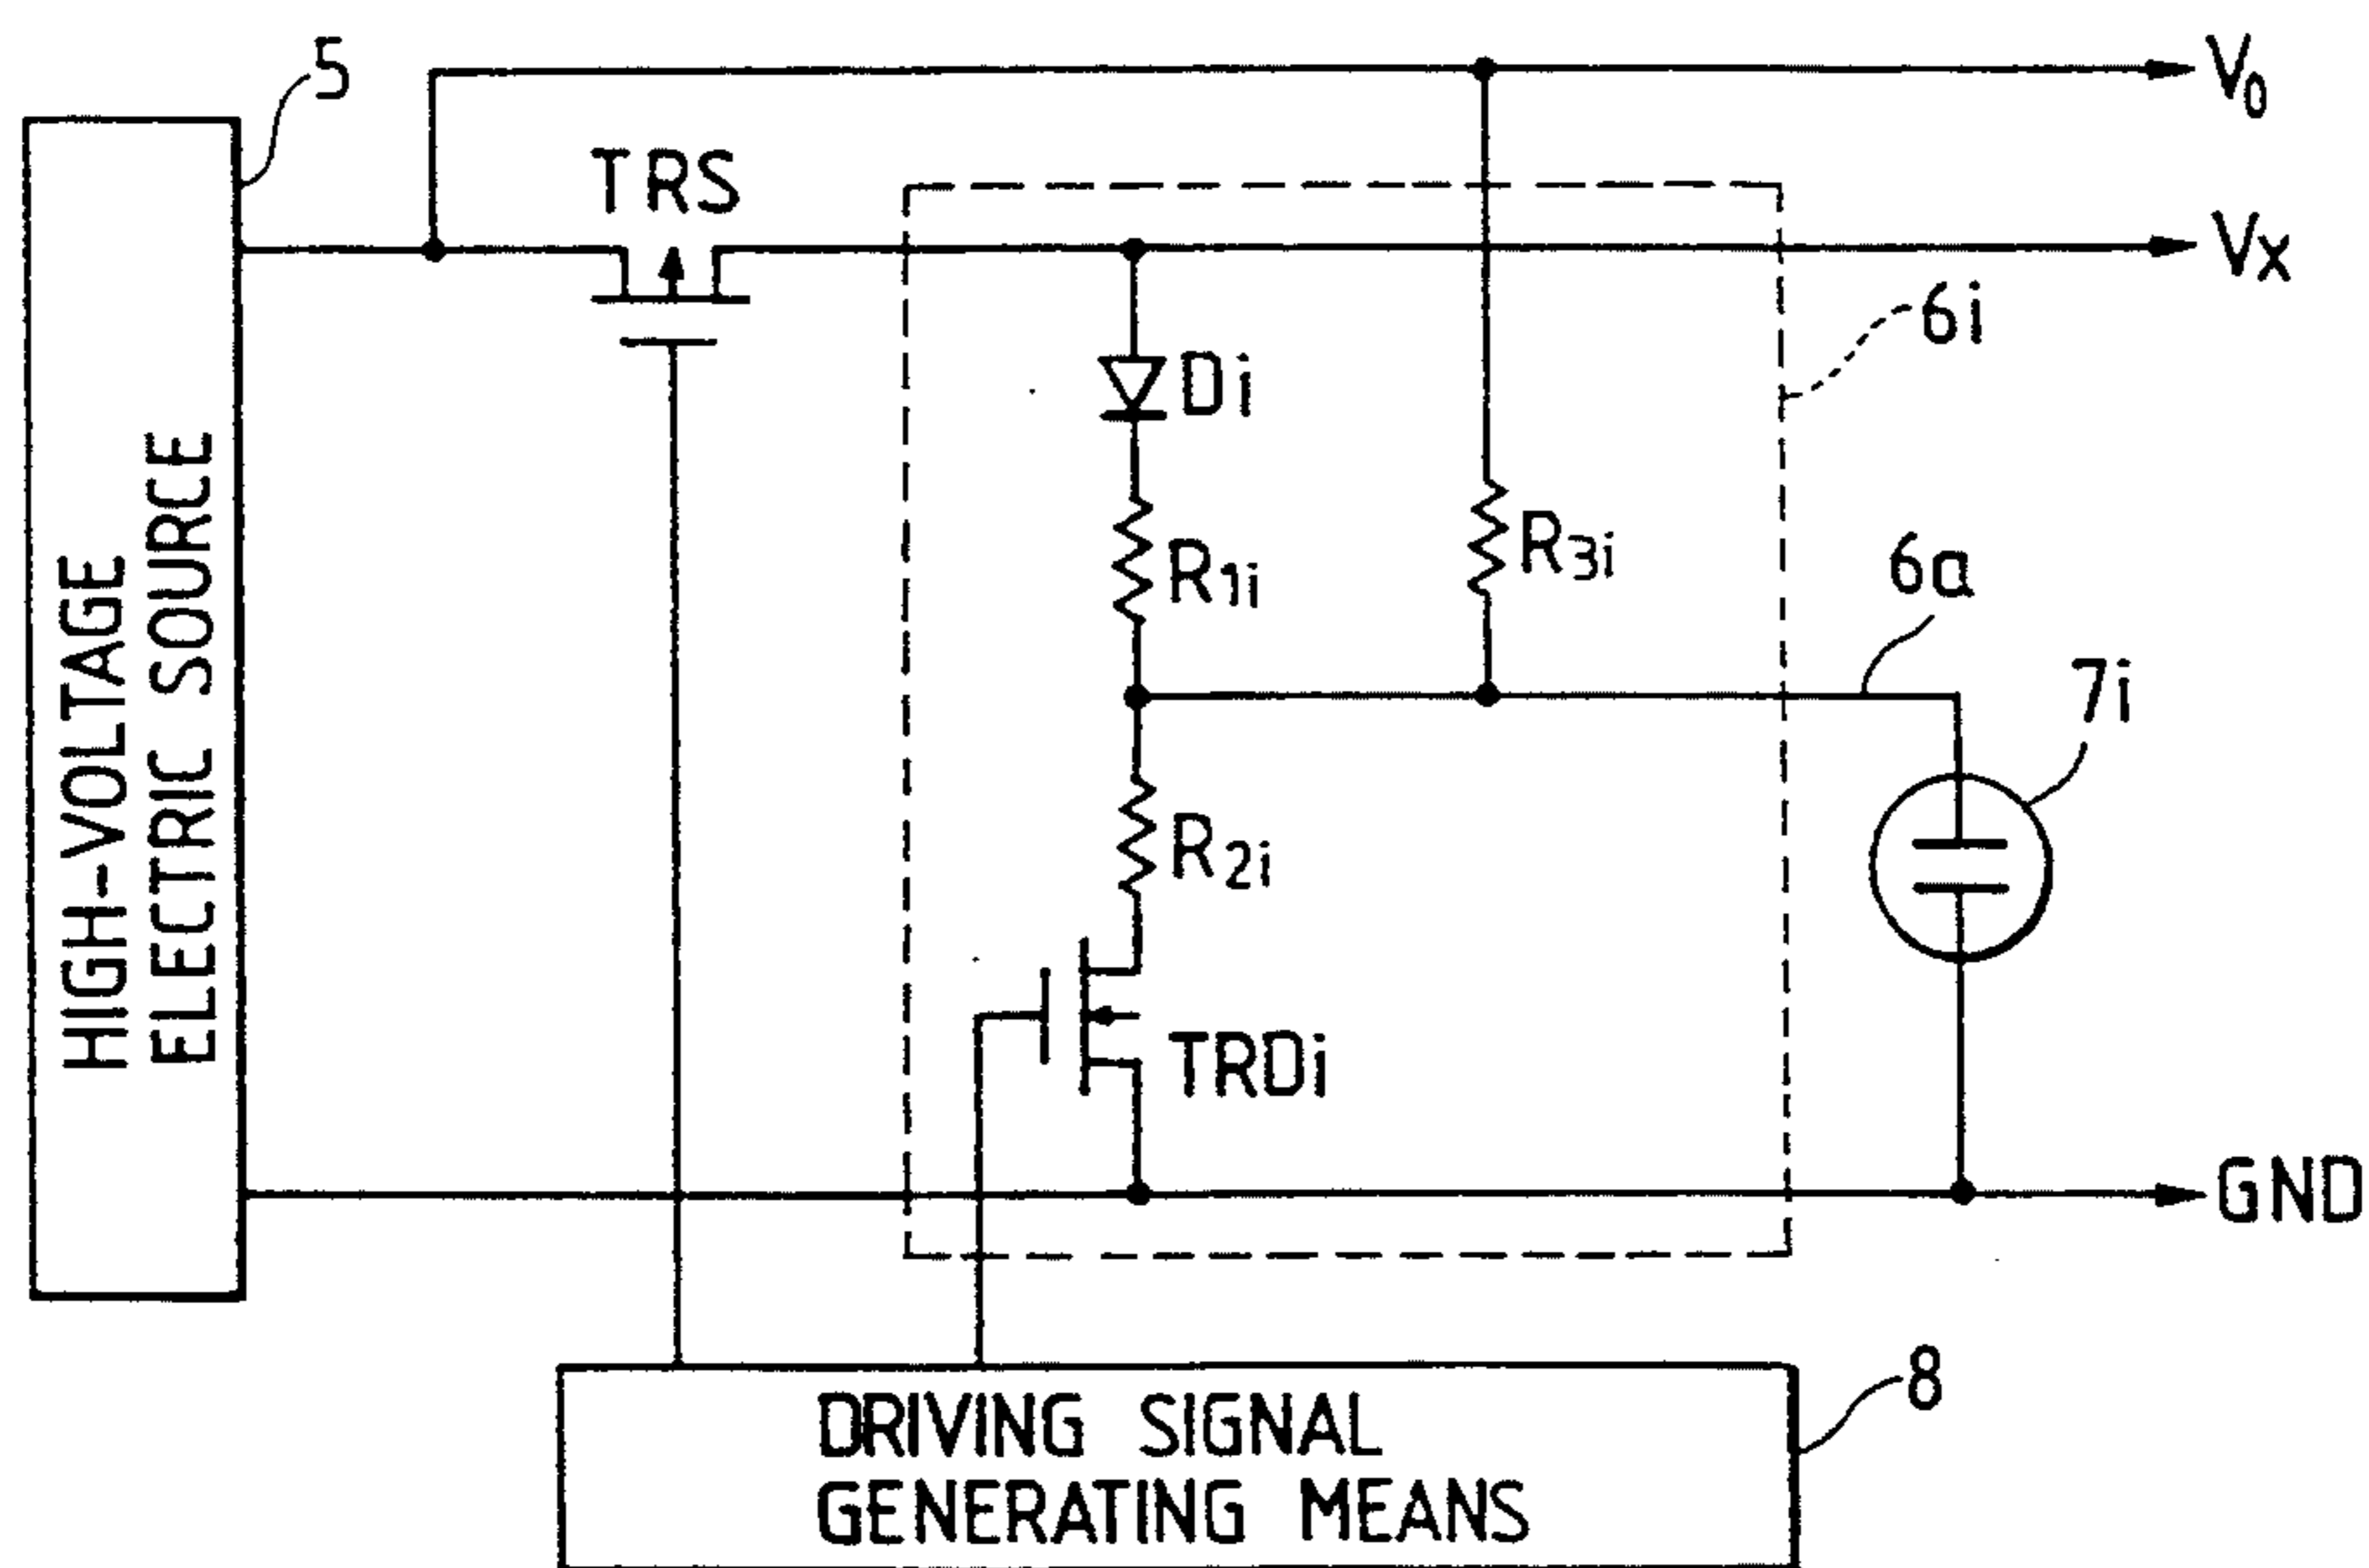 5
V0
TRS
VX
6i
Di
R1i
R3i
6a
7i
HIGH-VOLTAGE
ELECTRIC SOURCE
R2i
TRDi
GND
8
DRIVING SIGNAL
GENERATING MEANS